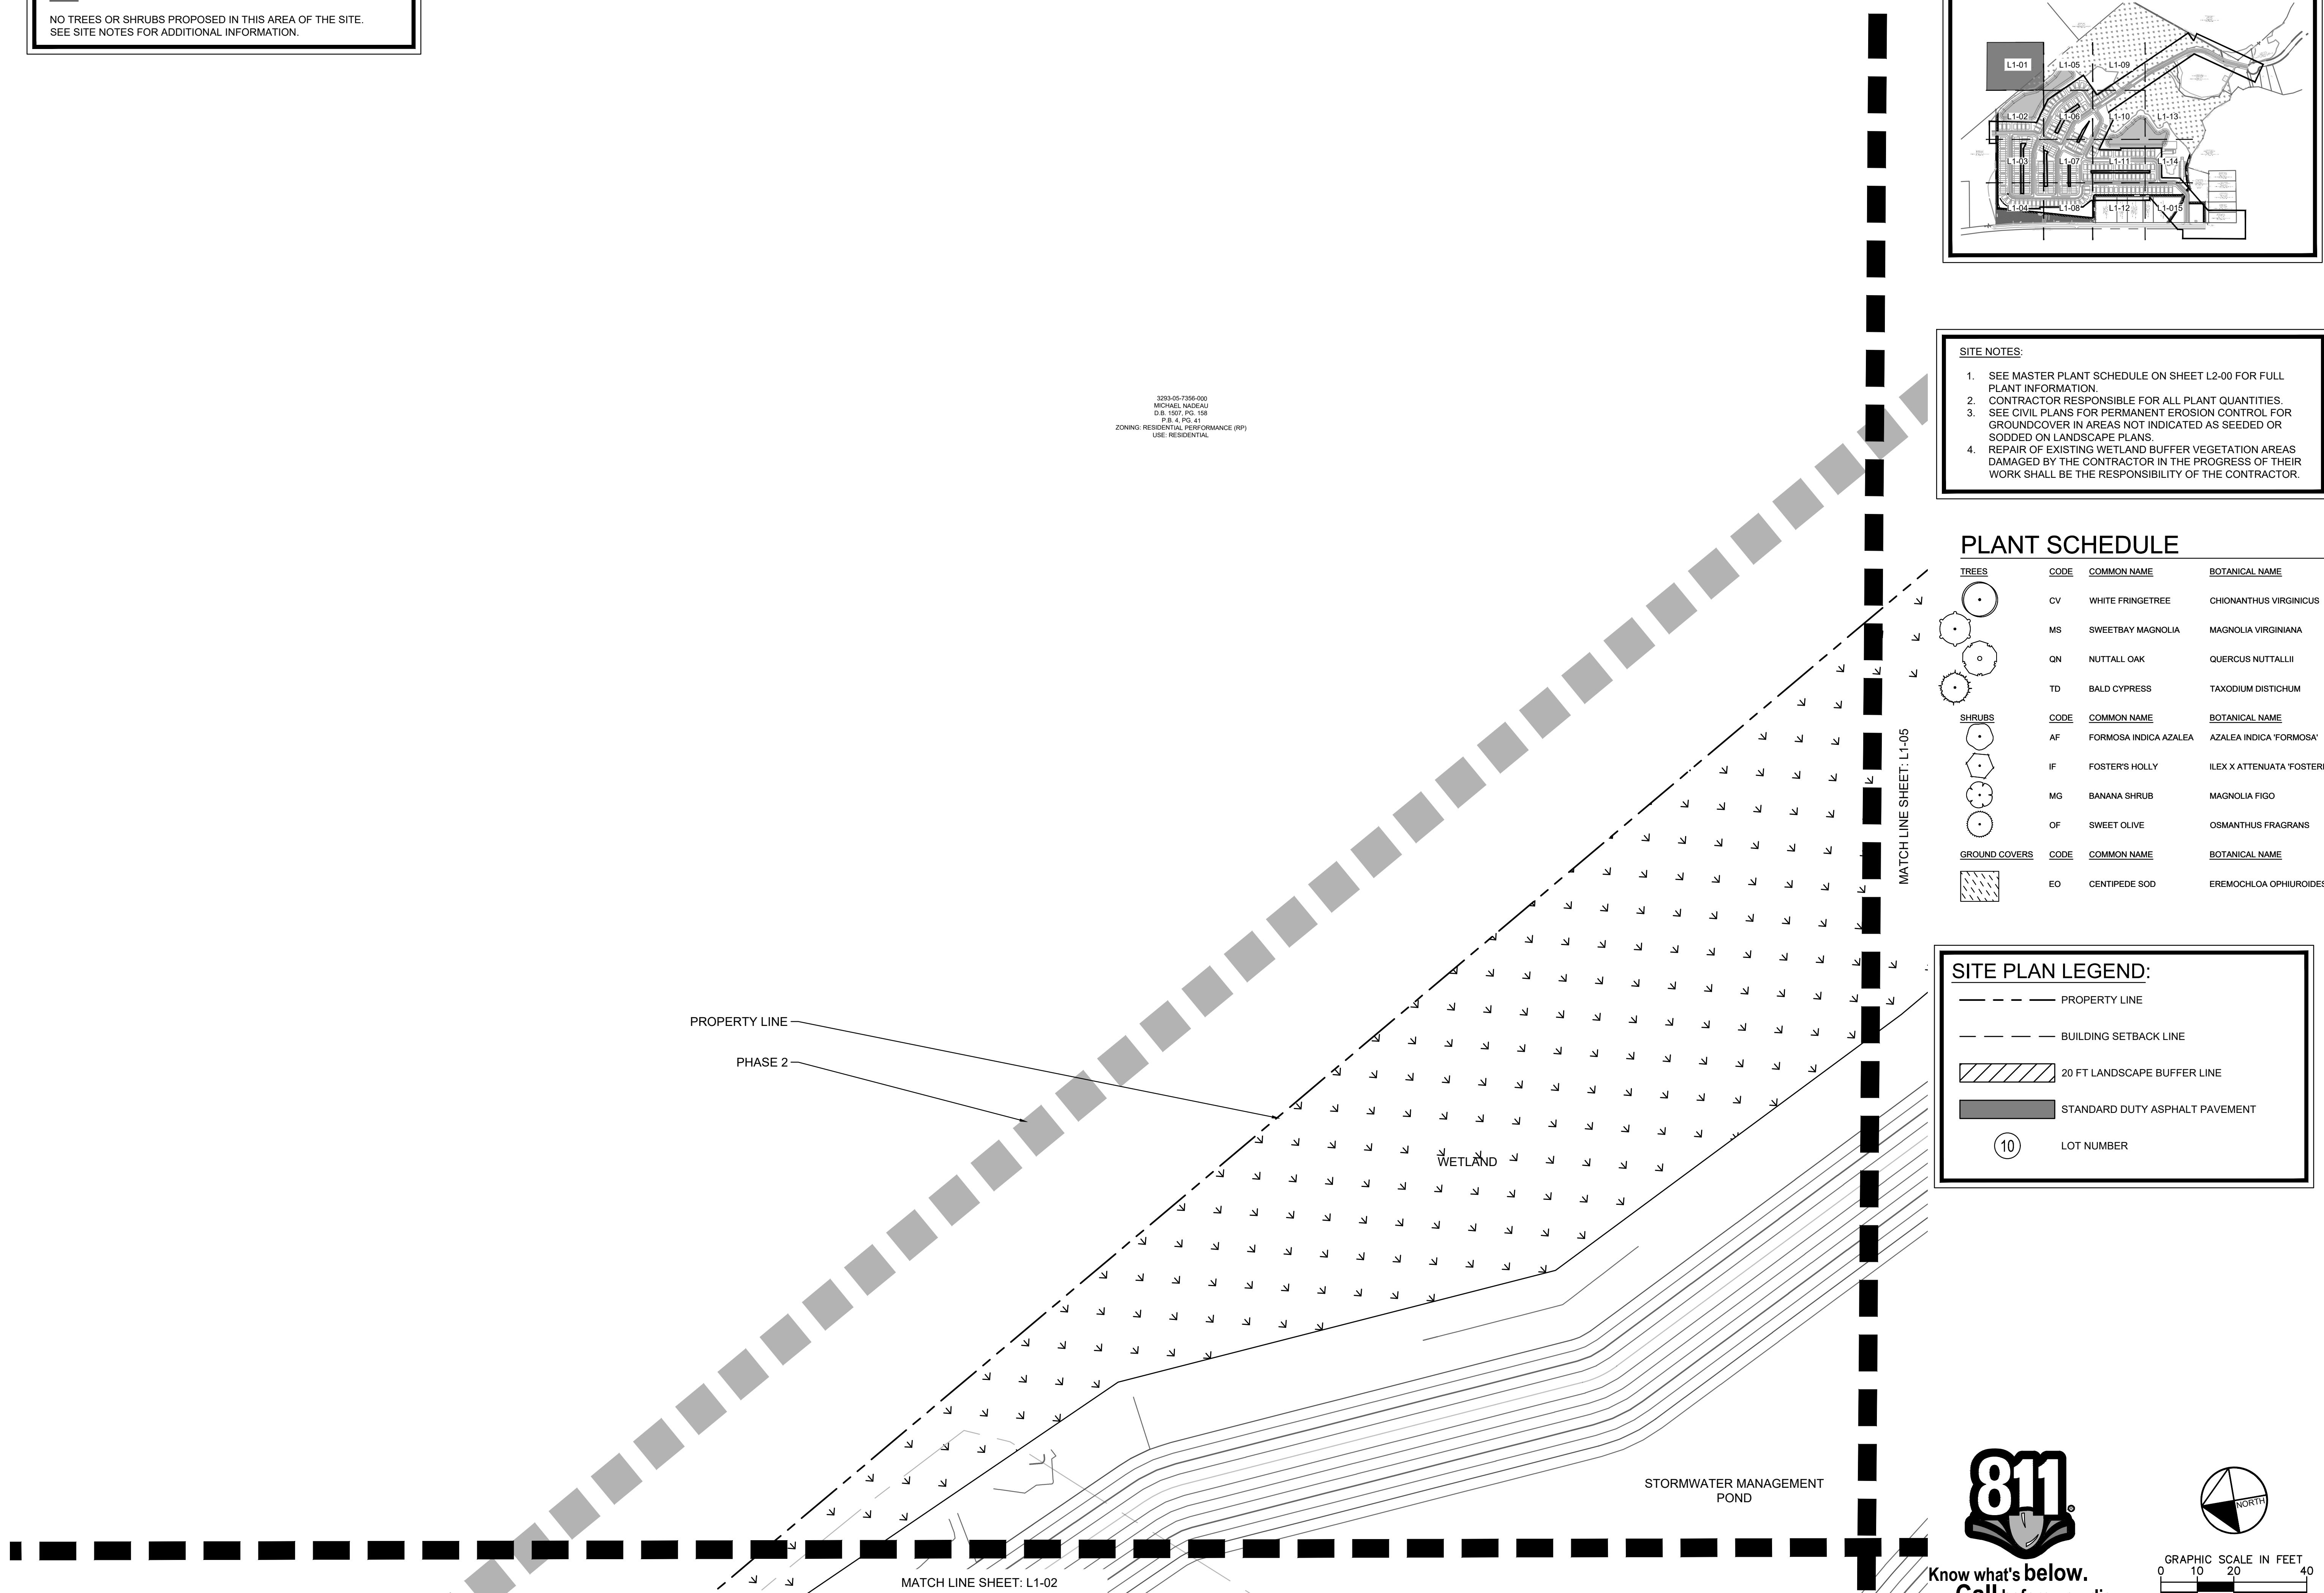 NO TREES OR SHRUBS PROPOSED IN THIS AREA OF THE SITE.
SEE SITE NOTES FOR ADDITIONAL INFORMATION.
L1-01
L1-05
L1-09
L1-02
L1-06
L1-10
L1-13
L1-03
L1-07
L1-11
L1-14
L1-04
L1-08
L1-12
L1-015
3293-05-7356-000
MICHAEL NADEAU
D.B. 1507, PG. 158
P.B. 4, PG. 41
ZONING: RESIDENTIAL PERFORMANCE (RP)
USE: RESIDENTIAL
SITE NOTES:
1. SEE MASTER PLANT SCHEDULE ON SHEET L2-00 FOR FULL
PLANT INFORMATION.
2. CONTRACTOR RESPONSIBLE FOR ALL PLANT QUANTITIES.
3. SEE CIVIL PLANS FOR PERMANENT EROSION CONTROL FOR
GROUNDCOVER IN AREAS NOT INDICATED AS SEEDED OR
SODDED ON LANDSCAPE PLANS.
4. REPAIR OF EXISTING WETLAND BUFFER VEGETATION AREAS
DAMAGED BY THE CONTRACTOR IN THE PROGRESS OF THEIR
WORK SHALL BE THE RESPONSIBILITY OF THE CONTRACTOR.
PLANT SCHEDULE
TREES CODE COMMON NAME BOTANICAL NAME
CV WHITE FRINGETREE CHIONANTHUS VIRGINICUS
MS SWEETBAY MAGNOLIA MAGNOLIA VIRGINIANA
QN NUTTALL OAK QUERCUS NUTTALLII
TD BALD CYPRESS TAXODIUM DISTICHUM
SHRUBS CODE COMMON NAME BOTANICAL NAME
AF FORMOSA INDICA AZALEA AZALEA INDICA 'FORMOSA'
IF FOSTER'S HOLLY ILEX X ATTENUATA 'FOSTERI
MG BANANA SHRUB MAGNOLIA FIGO
OF SWEET OLIVE OSMANTHUS FRAGRANS
GROUND COVERS CODE COMMON NAME BOTANICAL NAME
EO CENTIPEDE SOD EREMOCHLOA OPHIUROIDES
MATCH LINE SHEET: L1-05
SITE PLAN LEGEND:
PROPERTY LINE
BUILDING SETBACK LINE
20 FT LANDSCAPE BUFFER LINE
STANDARD DUTY ASPHALT PAVEMENT
10 LOT NUMBER
PROPERTY LINE
PHASE 2
WETLAND
STORMWATER MANAGEMENT
POND
MATCH LINE SHEET: L1-02
811
®
Know what's below.
NORTH
GRAPHIC SCALE IN FEET
0 10 20 40